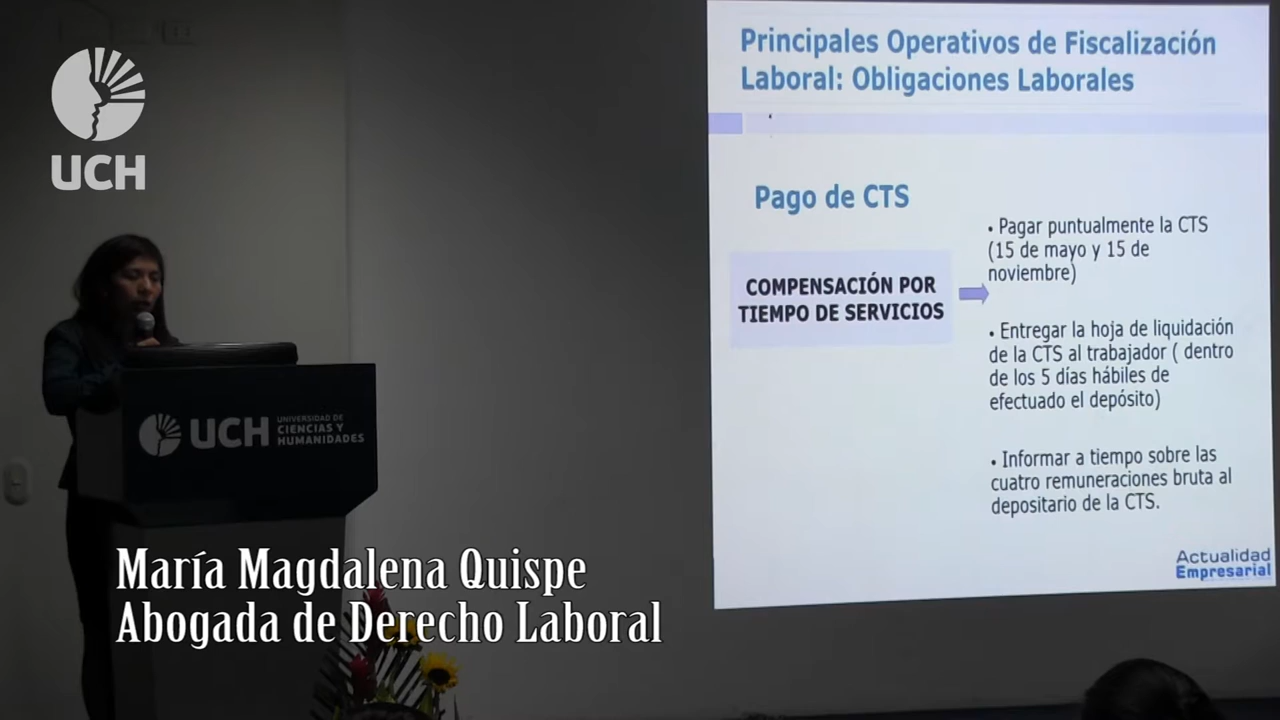 UCH
Principales Operativos de Fiscalización
Laboral: Obligaciones Laborales
Pago de CTS
COMPENSACIÓN POR
TIEMPO DE SERVICIOS
• Pagar puntualmente la CTS
(15 de mayo y 15 de
noviembre)
• Entregar la hoja de liquidación
de la CTS al trabajador ( dentro
de los 5 días hábiles de
efectuado el depósito)
• Informar a tiempo sobre las
cuatro remuneraciones bruta al
depositario de la CTS.
Actualidad
Empresarial
UCH
UNIVERSIDAD DE
CIENCIAS Y
HUMANIDADES
María Magdalena Quispe
Abogada de Derecho Laboral